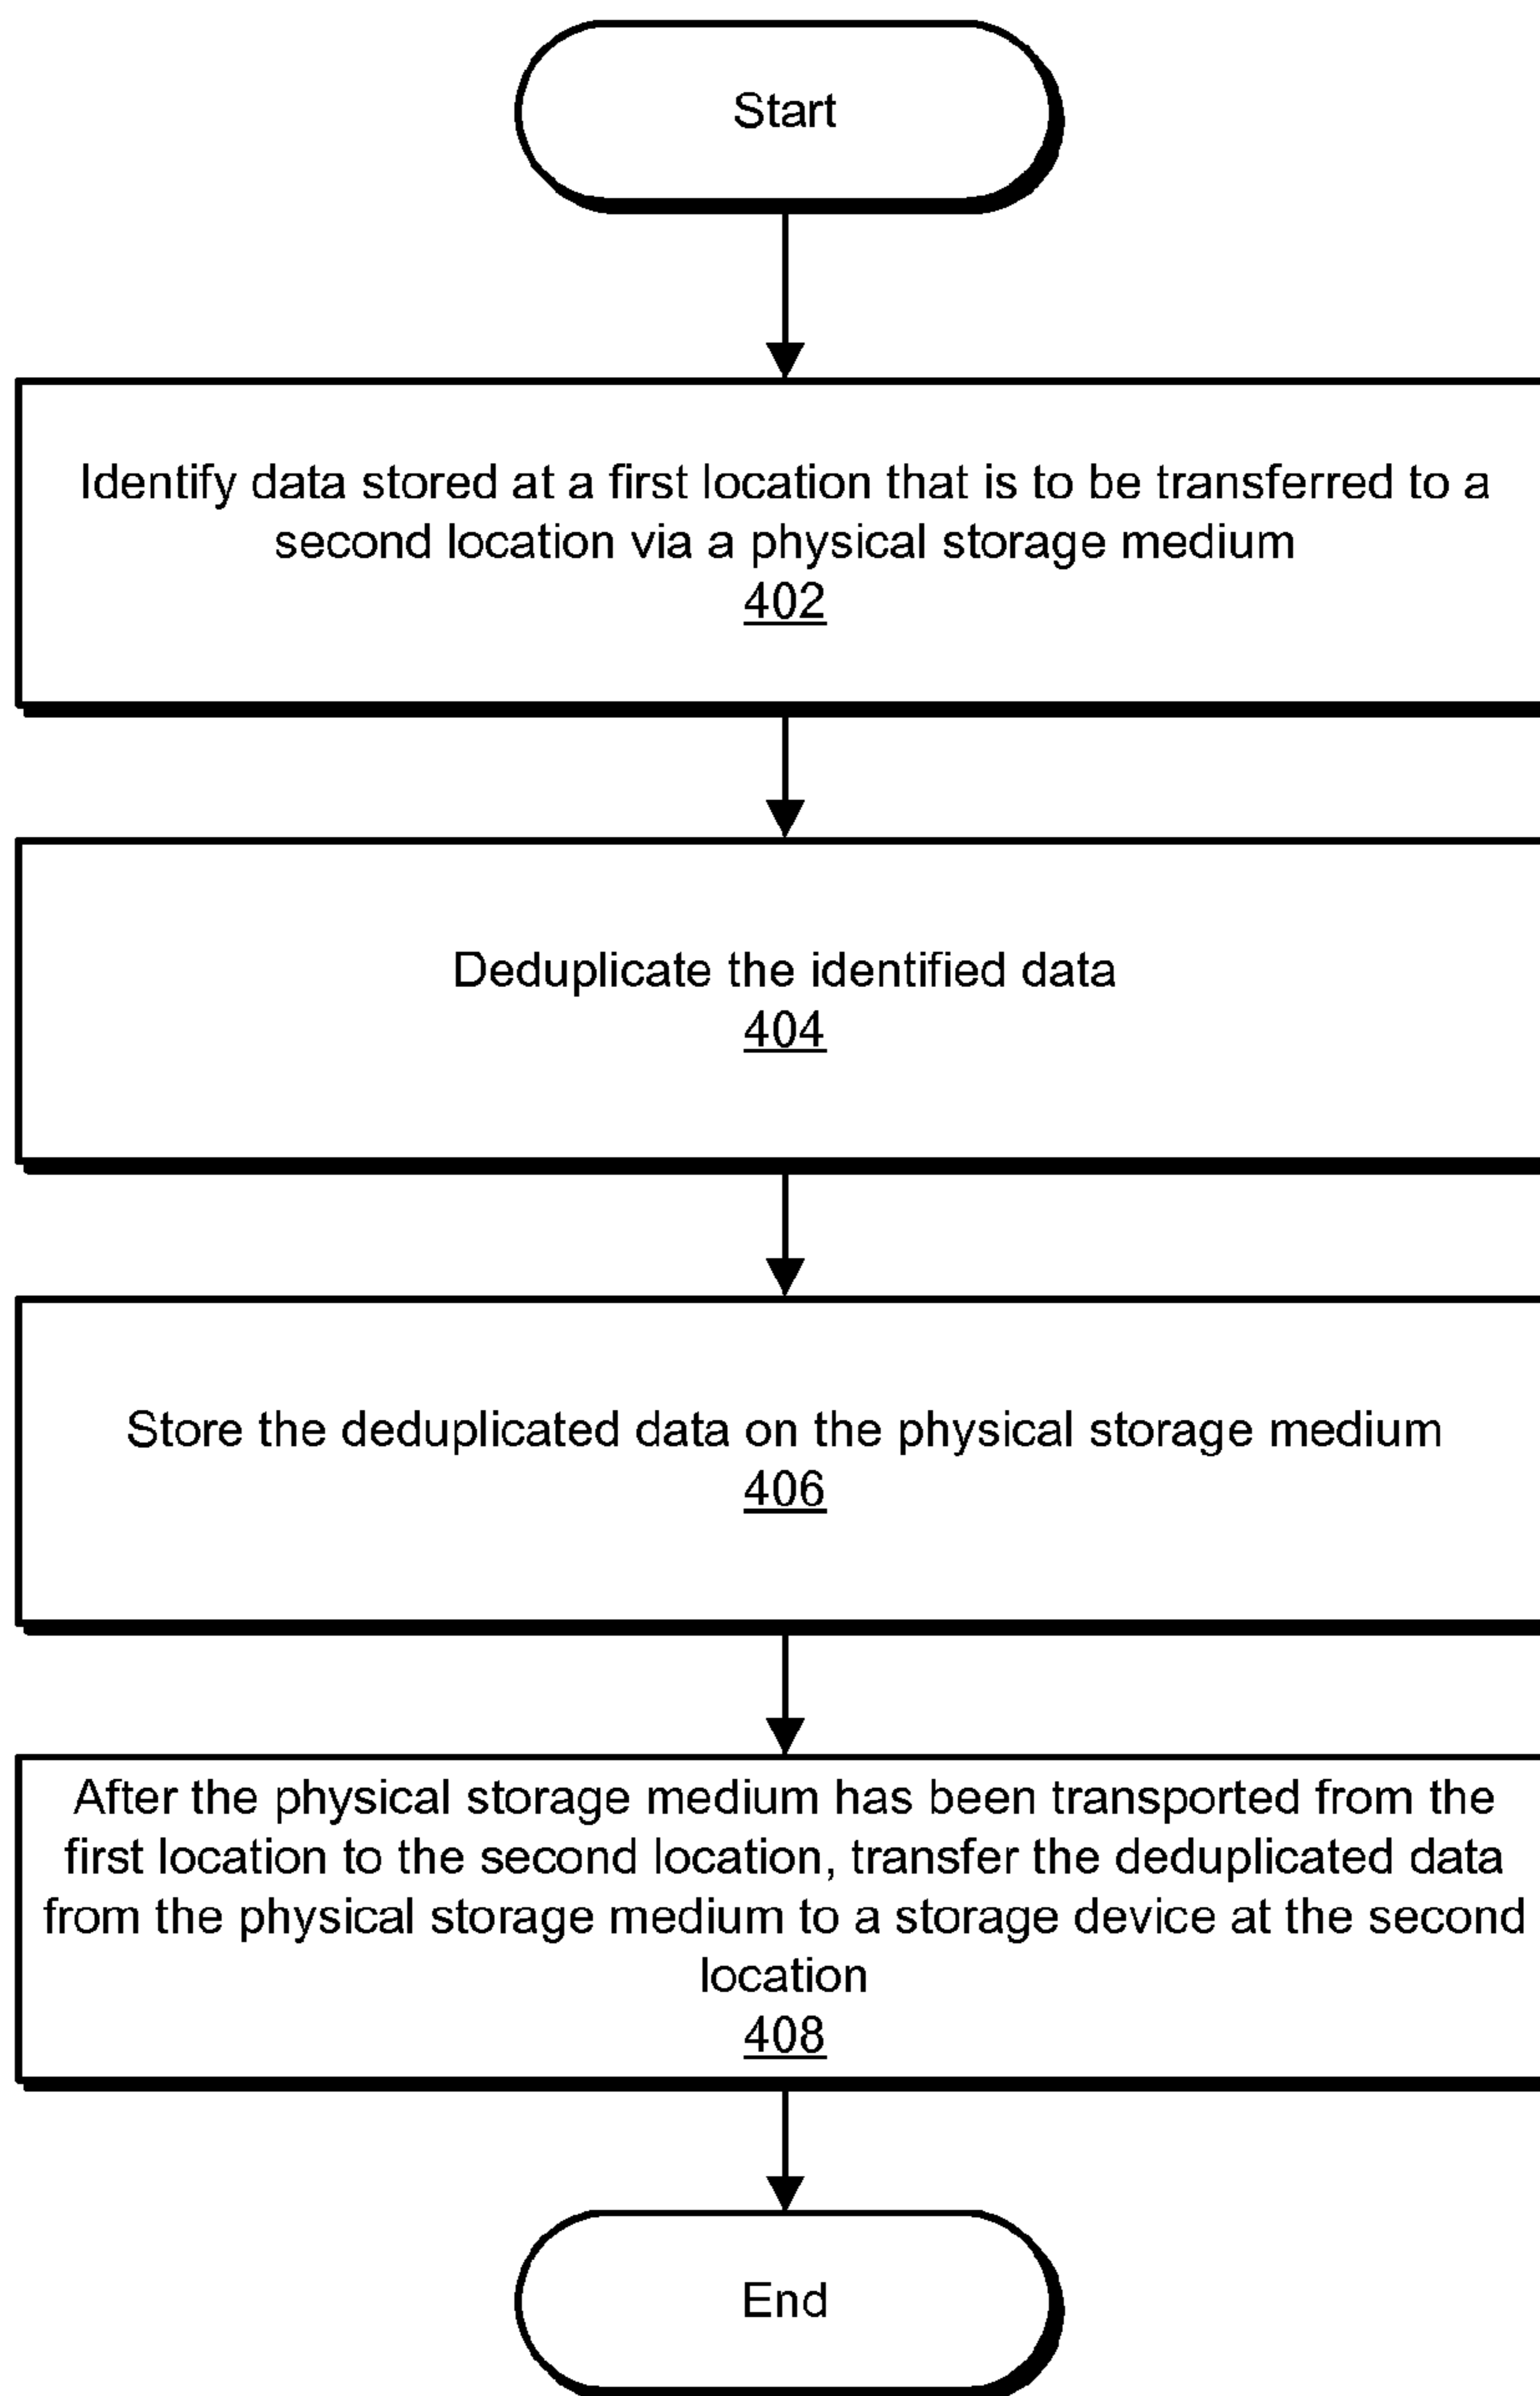 Start
Identify data stored at a first location that is to be transferred to a
second location via a physical storage medium
402
Deduplicate the identified data
404
Store the deduplicated data on the physical storage medium
406
After the physical storage medium has been transported from the
first location to the second location, transfer the deduplicated data
from the physical storage medium to a storage device at the second
location
408
End